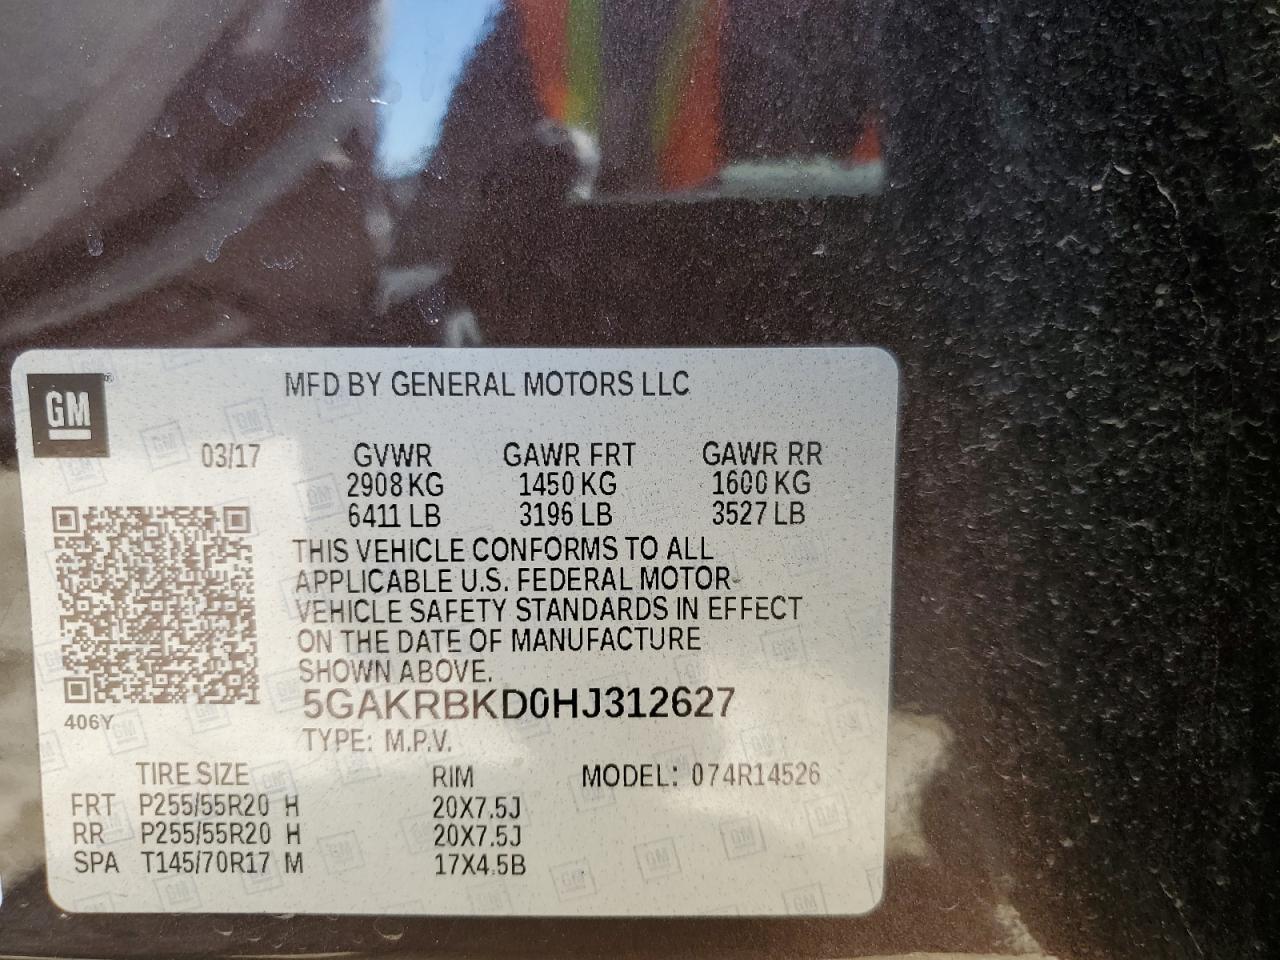 GM
MFD BY GENERAL MOTORS LLC
03/17 GVWR GAWR FRT GAWR RR
2908 KG 1450 KG 1600 KG
6411 LB 3196 LB 3527 LB
THIS VEHICLE CONFORMS TO ALL
APPLICABLE U.S. FEDERAL MOTOR
VEHICLE SAFETY STANDARDS IN EFFECT
ON THE DATE OF MANUFACTURE
SHOWN ABOVE.
5GAKRBKD0HJ312627
406Y
TYPE: M.P.V.
TIRE SIZE RIM MODEL: 074R14526
FRT P255/55R20 H 20X7.5J
RR P255/55R20 H 20X7.5J
SPA T145/70R17 M 17X4.5B